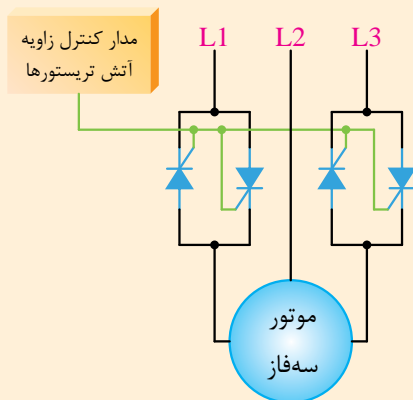 مدار کنترل زاویه
آتش تریستورها
L1 L2 L3
موتور
سه‌فاز